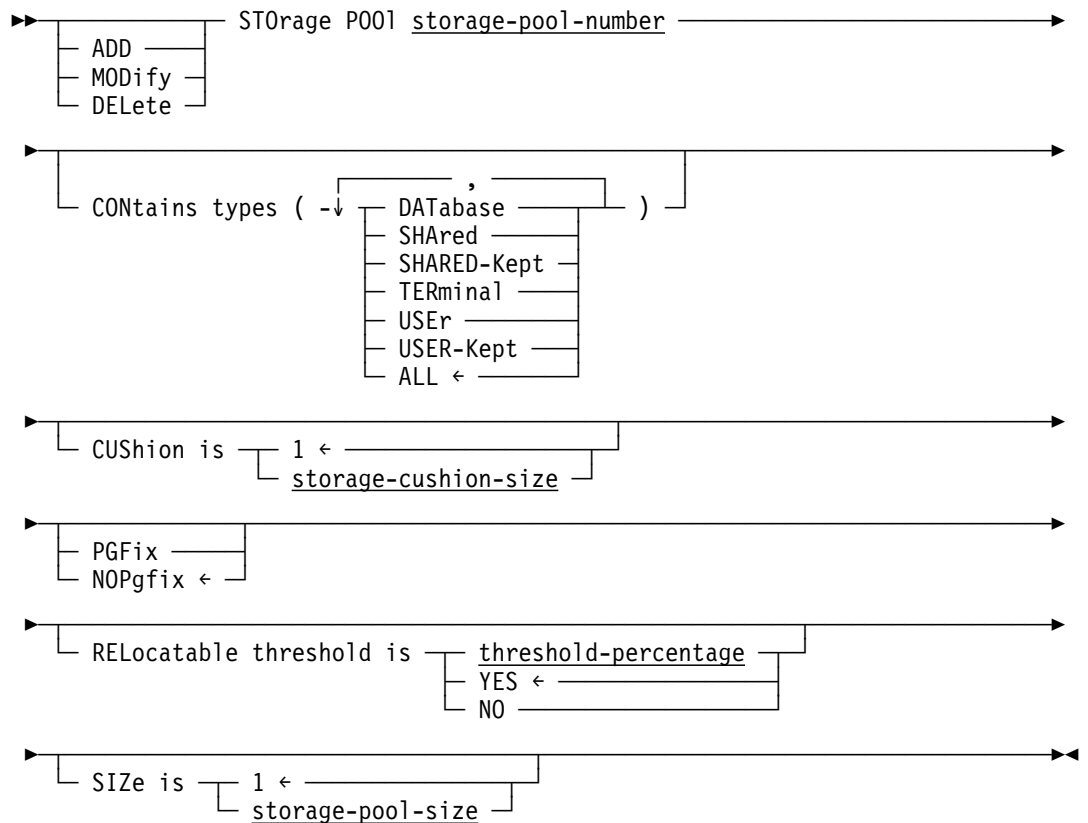 STOrage POOl storage-pool-number
ADD
MODify
DELete
,
CONtains types ( - DATabase )
SHAred
SHARED-Kept
TERminal
USEr
USER-Kept
ALL ←
CUShion is 1 ←
storage-cushion-size
PGFix
NOPgfix ←
RELocatable threshold is threshold-percentage
YES ←
NO
SIZe is 1 ←
storage-pool-size